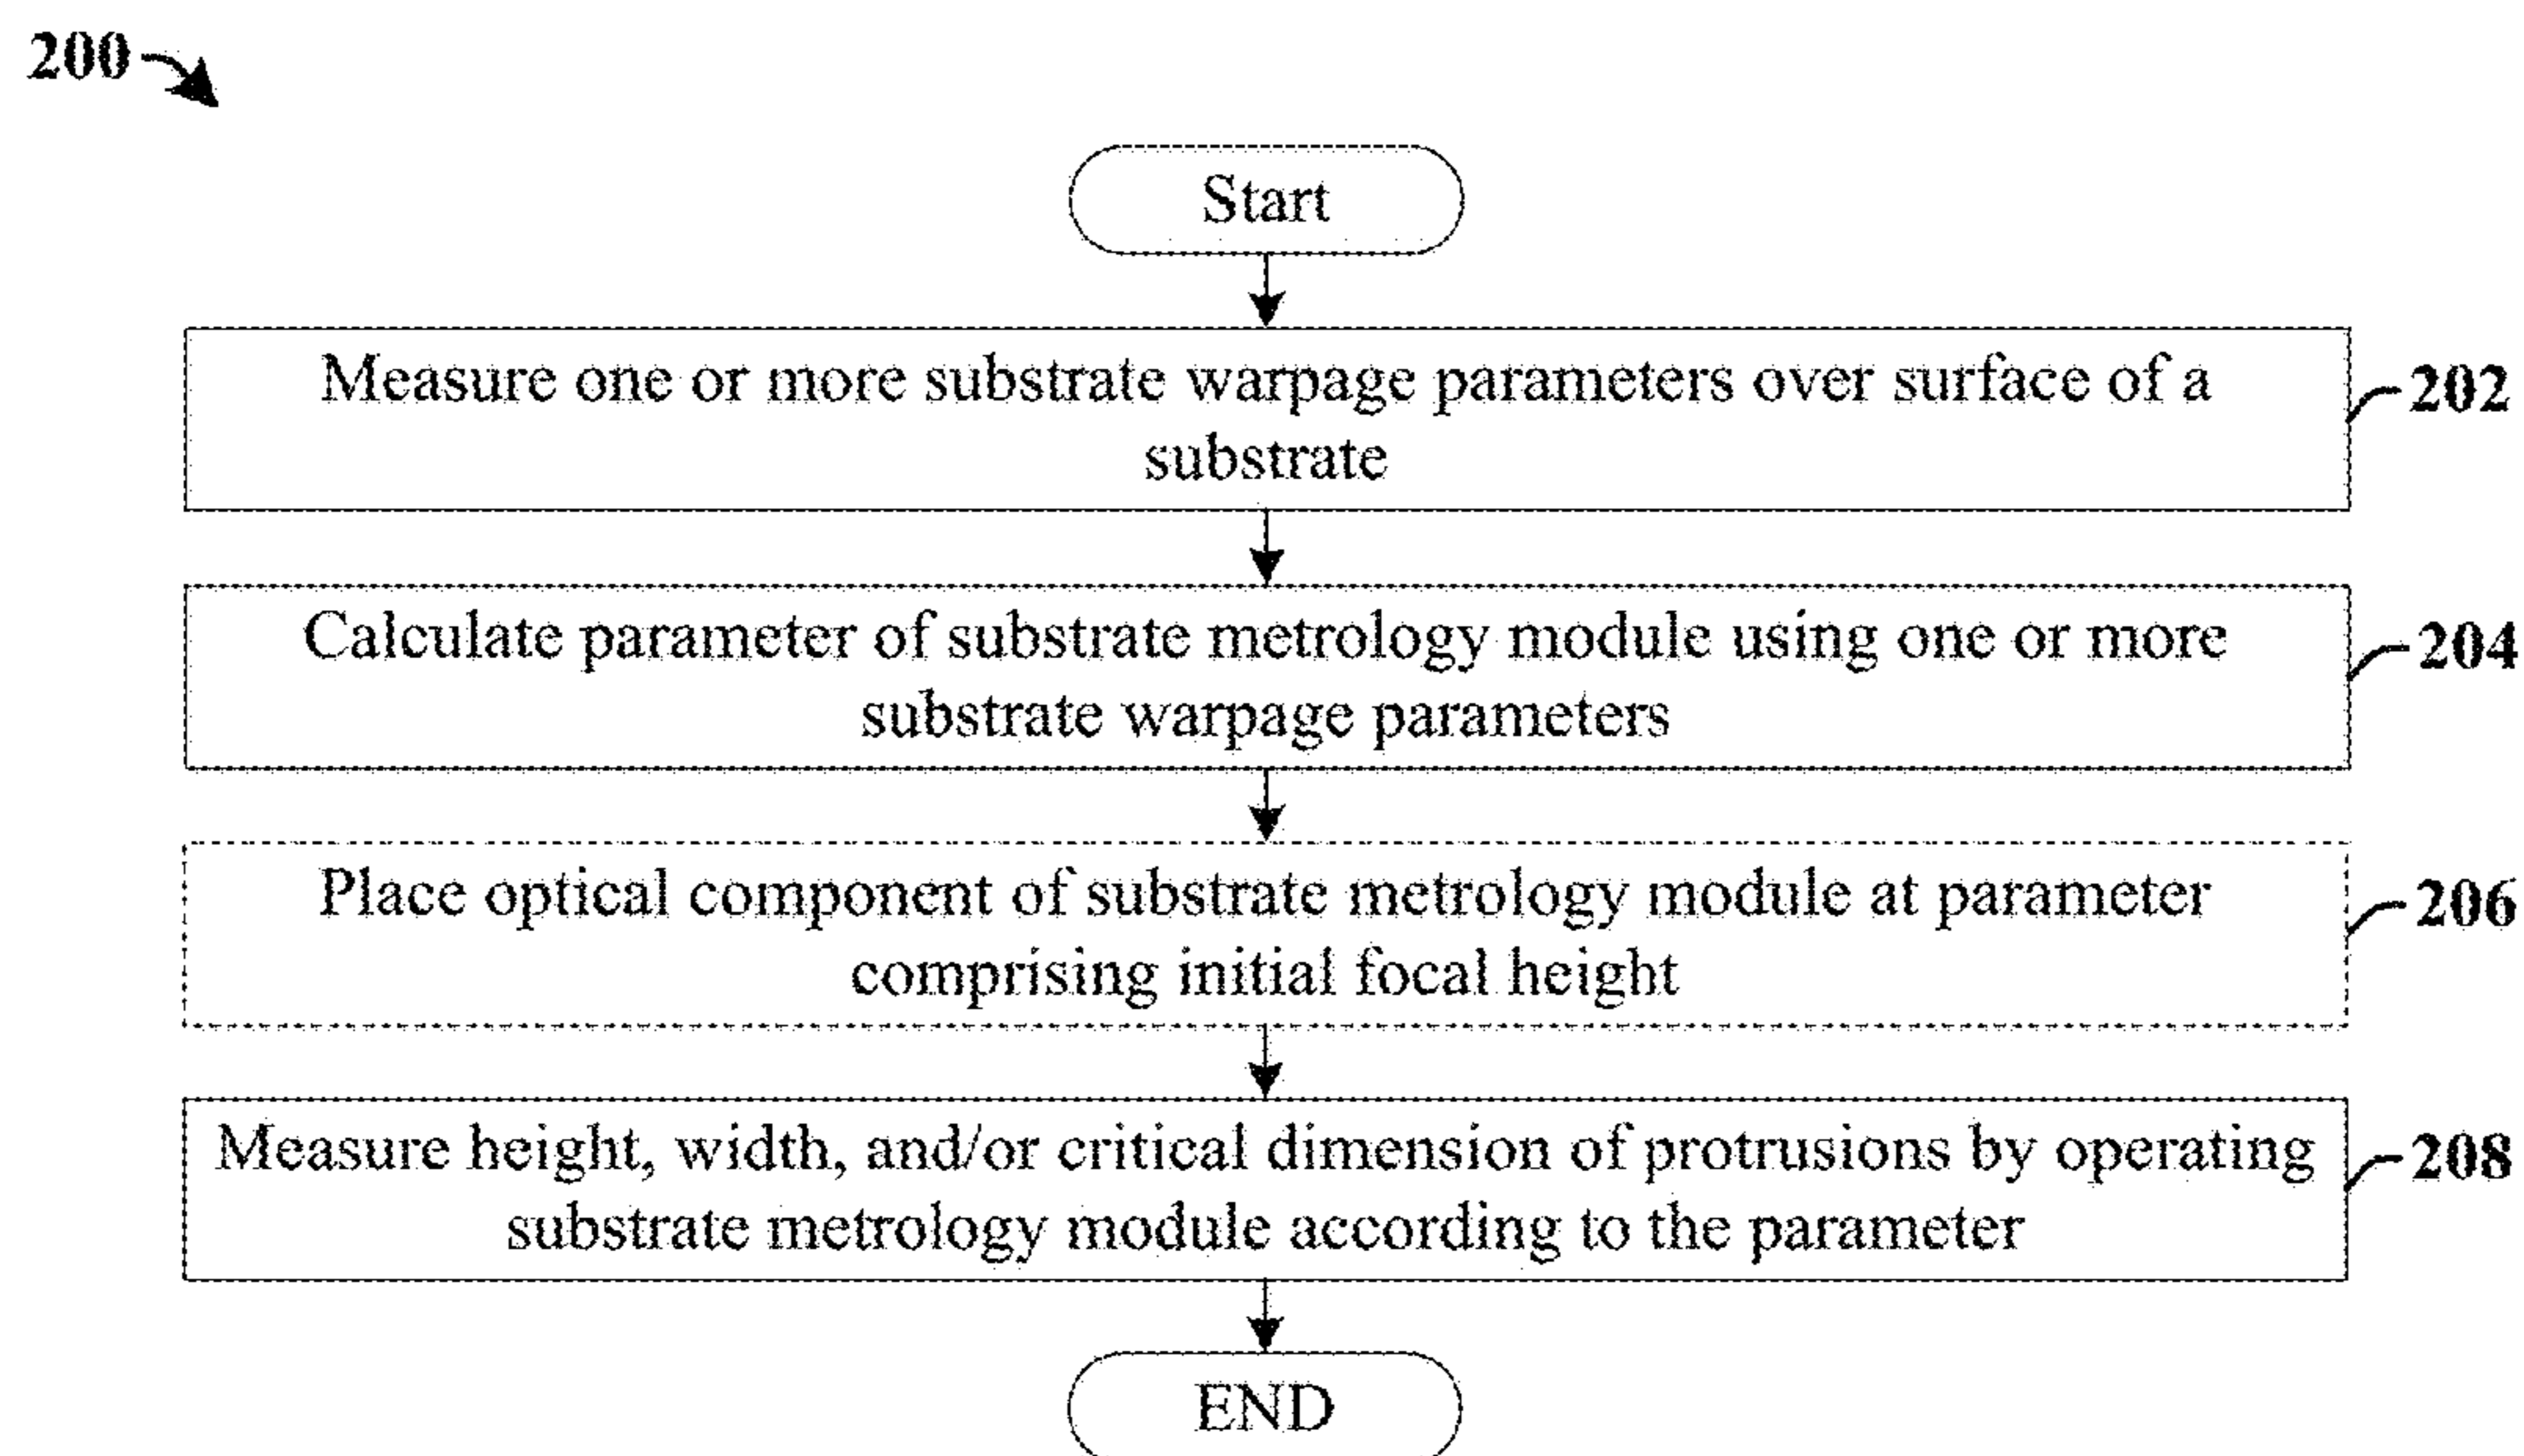 200
Start
Measure one or more substrate warpage parameters over surface of a
substrate
202
Calculate parameter of substrate metrology module using one or more
substrate warpage parameters
204
Place optical component of substrate metrology module at parameter
comprising initial focal height
206
Measure height, width, and/or critical dimension of protrusions by operating
substrate metrology module according to the parameter
208
END